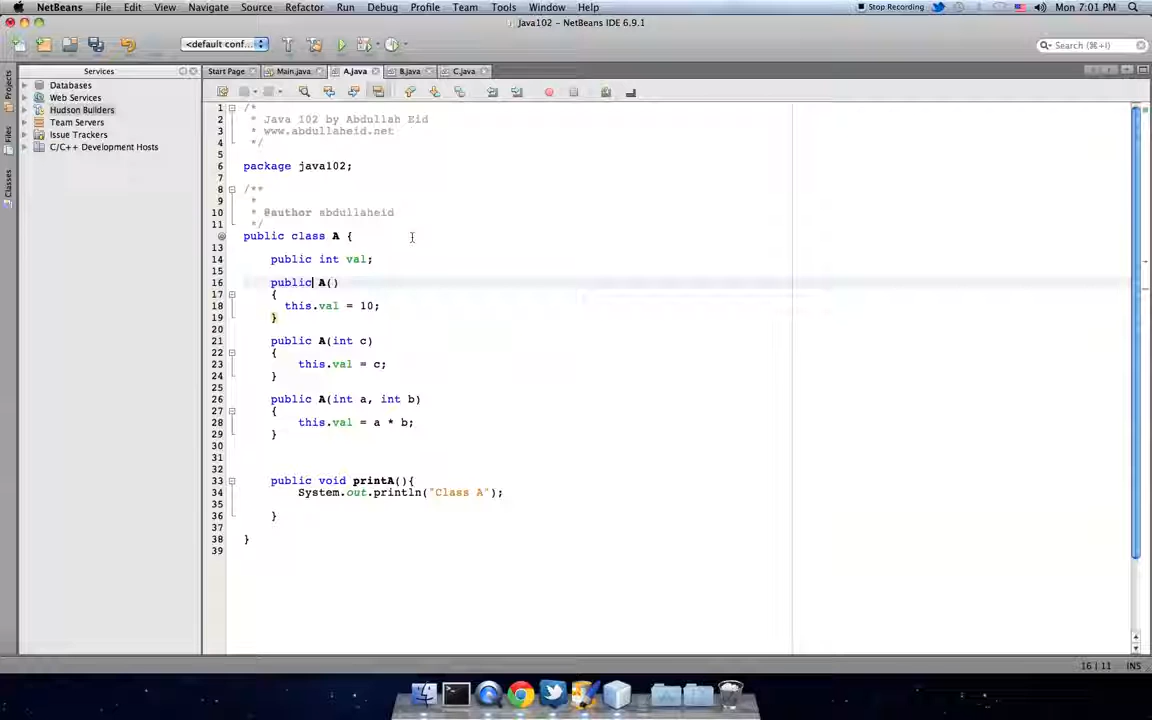 NetBeans File Edit View Navigate Source Refactor Run Debug Profile Team Tools Window Help Stop Recording Mon 7:01 PM
Java102 – NetBeans IDE 6.9.1
<default conf... Search (⌘+I)
Services Start Page Main.java A.java B.java C.java
Projects
Files
Classes
Databases
Web Services
Hudson Builders
Team Servers
Issue Trackers
C/C++ Development Hosts
1 /*
2 * Java 102 by Abdullah Eid
3 * www.abdullaheid.net
4 */
5
6 package java102;
7
8 /**
9 *
10 * @author abdullaheid
11 */
public class A {
13
14 public int val;
15
16 public A()
17 {
18 this.val = 10;
19 }
20
21 public A(int c)
22 {
23 this.val = c;
24 }
25
26 public A(int a, int b)
27 {
28 this.val = a * b;
29 }
30
31
32
33 public void printA(){
34 System.out.println("Class A");
35
36 }
37
38 }
39
16 | 11 INS